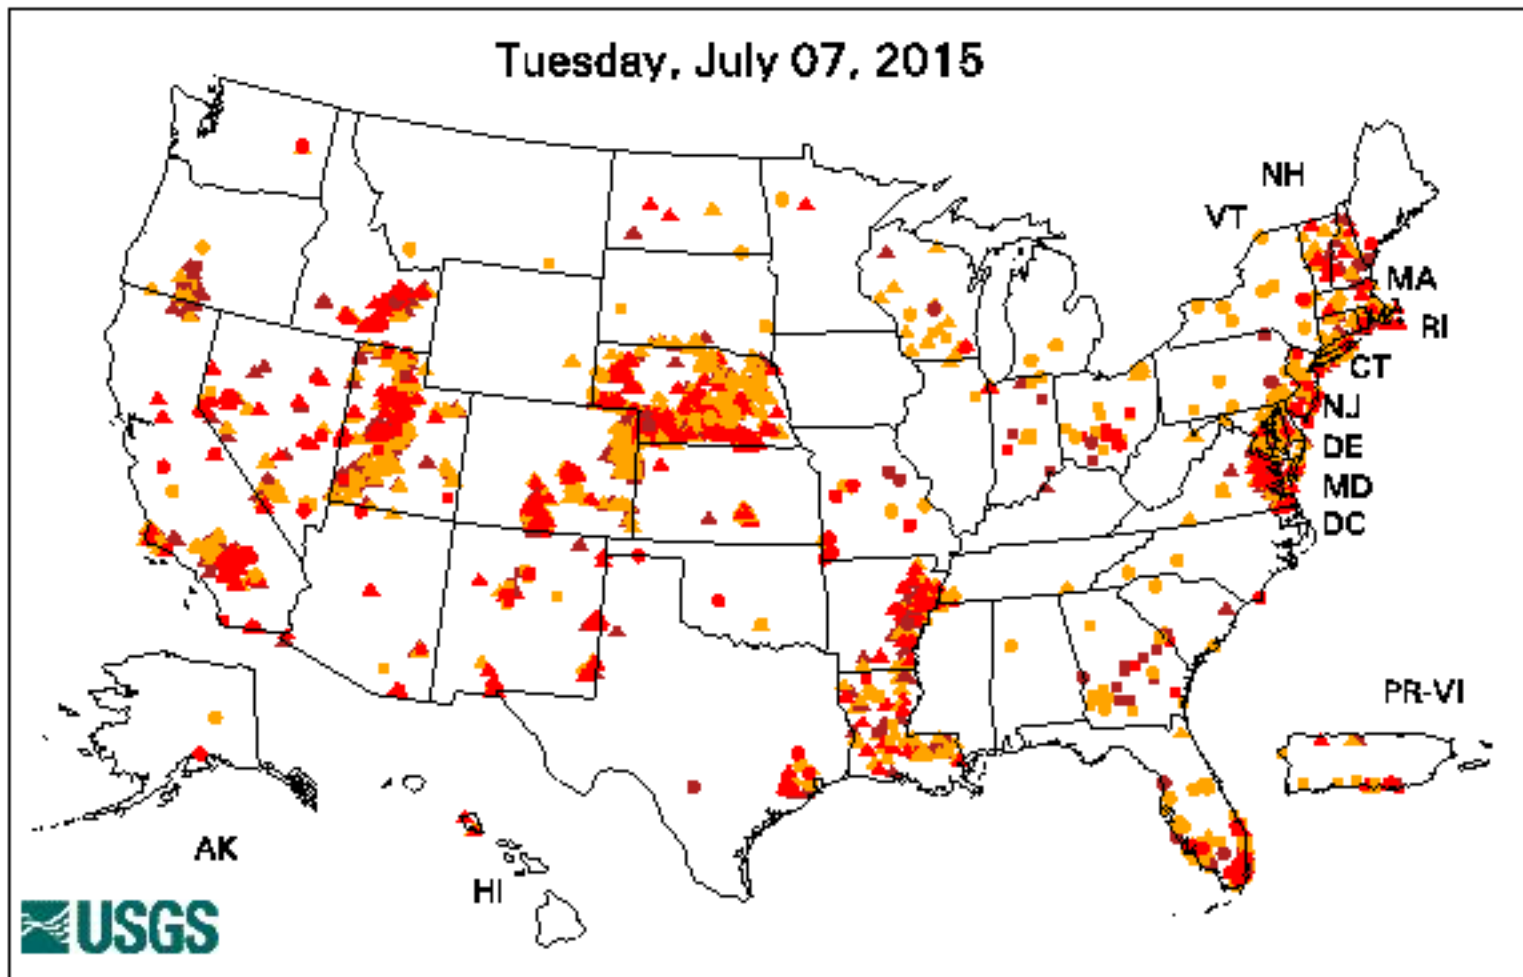 Tuesday, July 07, 2015
NH
VT
MA
RI
CT
NJ
DE
MD
DC
PR-VI
AK
HI
USGS